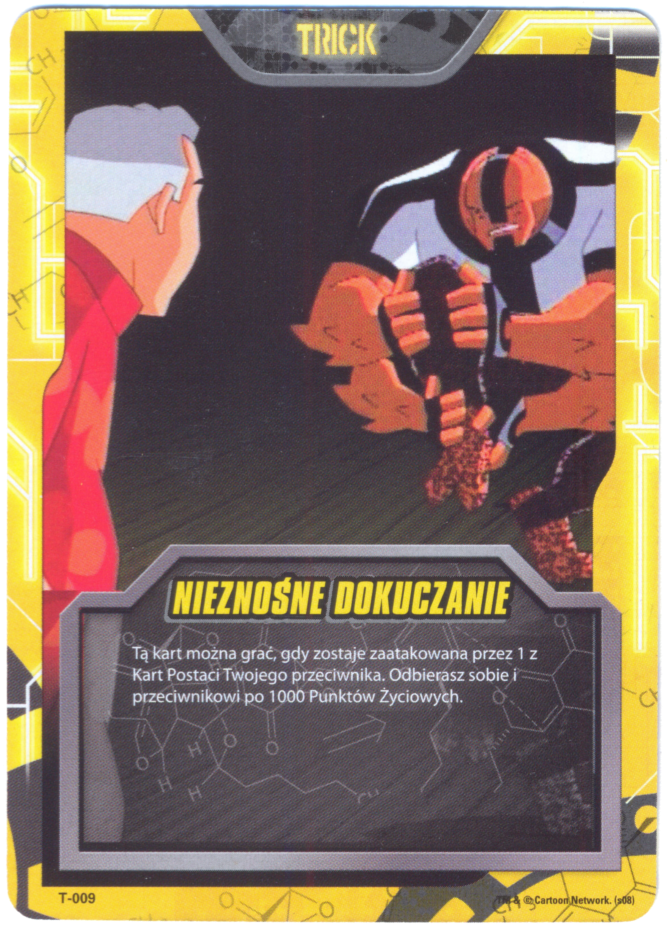 TRICK
NIEZNOŚNE DOKUCZANIE
Tą kart można grać, gdy zostaje zaatakowana przez 1 z
Kart Postaci Twojego przeciwnika. Odbierasz sobie i
przeciwnikowi po 1000 Punktów Życiowych.
T-009
TM & © Cartoon Network. (s08)